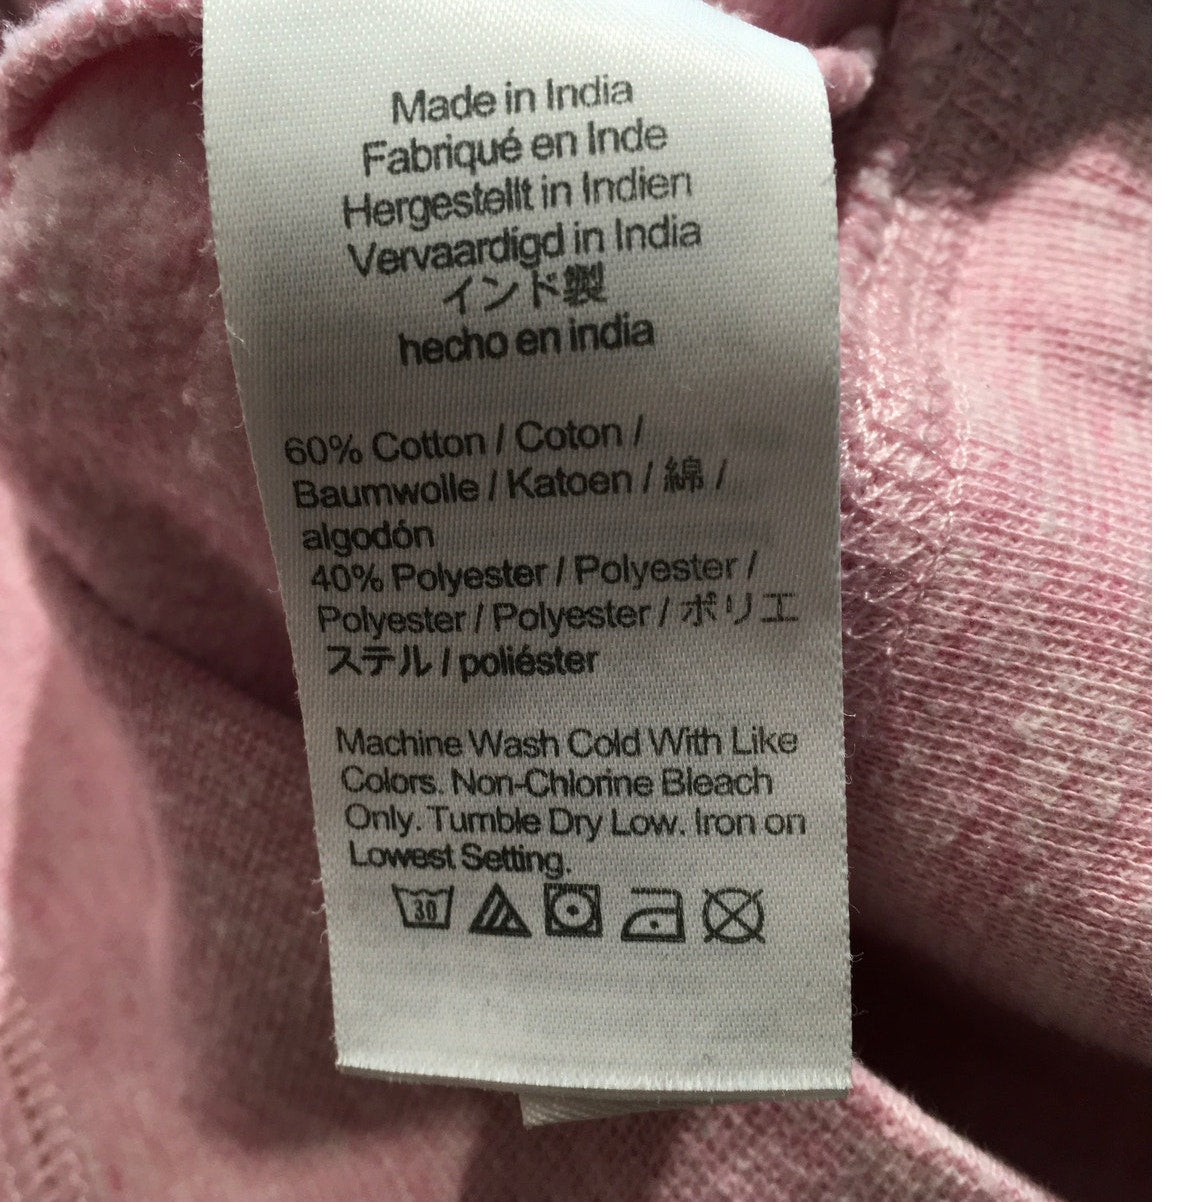 Made in India
Fabriqué en Inde
Hergestellt in Indien
Vervaardigd in India
インド製
hecho en india
60% Cotton / Coton /
Baumwolle / Katoen / 綿 /
algodón
40% Polyester / Polyester /
Polyester / Polyester / ポリエ
ステル / poliéster
Machine Wash Cold With Like
Colors. Non-Chlorine Bleach
Only. Tumble Dry Low. Iron on
Lowest Setting.
30